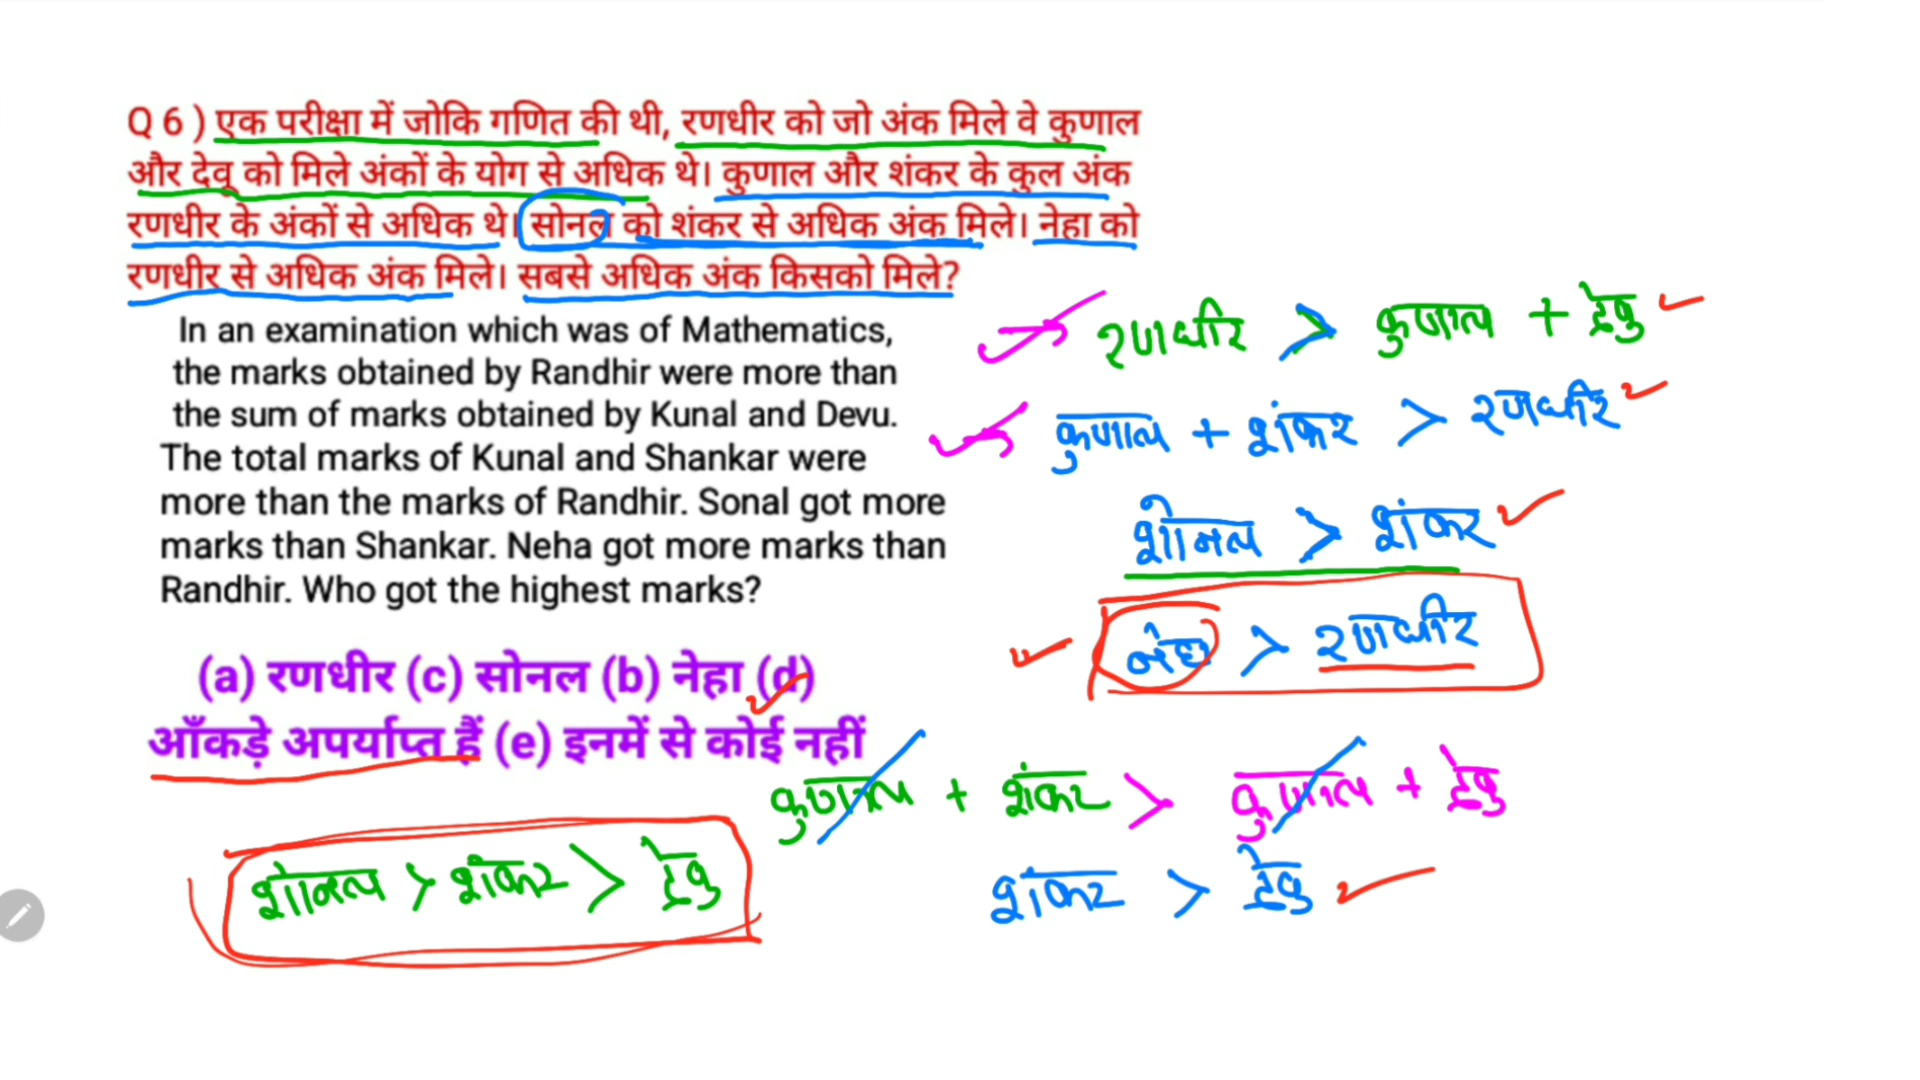 Q 6 ) एक परीक्षा में जोकि गणित की थी, रणधीर को जो अंक मिले वे कुणाल
और देवू को मिले अंकों के योग से अधिक थे। कुणाल और शंकर के कुल अंक
रणधीर के अंकों से अधिक थे। सोनल को शंकर से अधिक अंक मिले। नेहा को
रणधीर से अधिक अंक मिले। सबसे अधिक अंक किसको मिले?
In an examination which was of Mathematics,
the marks obtained by Randhir were more than
the sum of marks obtained by Kunal and Devu.
The total marks of Kunal and Shankar were
more than the marks of Randhir. Sonal got more
marks than Shankar. Neha got more marks than
Randhir. Who got the highest marks?
(a) रणधीर (c) सोनल (b) नेहा (d)
आँकड़े अपर्याप्त हैं (e) इनमें से कोई नहीं
रणधीर > कुणाल + देवु
कुणाल + शंकर > रणधीर
शोनल > शंकर
नेहा > रणधीर
कुणाल + शंकर > कुणाल + देवु
शंकर > देवु
शोनल > शंकर > देवु